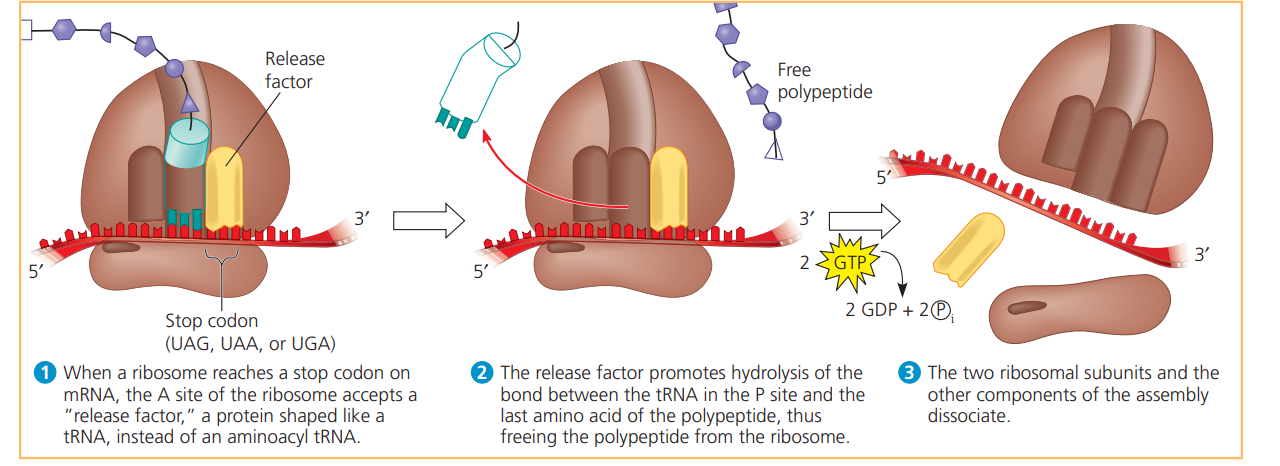 Release
factor
3′
5′
Stop codon
(UAG, UAA, or UGA)
Free
polypeptide
3′
5′
2 GTP
2 GDP + 2 Pi
5′
3′
1 When a ribosome reaches a stop codon on
mRNA, the A site of the ribosome accepts a
″release factor,″ a protein shaped like a
tRNA, instead of an aminoacyl tRNA.
2 The release factor promotes hydrolysis of the
bond between the tRNA in the P site and the
last amino acid of the polypeptide, thus
freeing the polypeptide from the ribosome.
3 The two ribosomal subunits and the
other components of the assembly
dissociate.